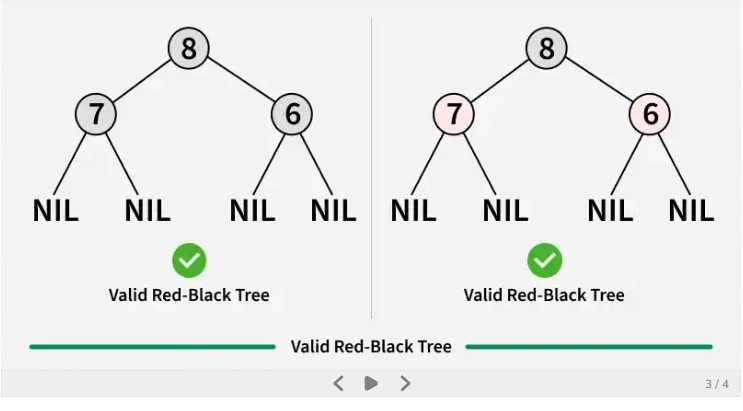 8 8
7 6 7 6
NIL NIL NIL NIL NIL NIL NIL NIL
Valid Red-Black Tree Valid Red-Black Tree
Valid Red-Black Tree
3 / 4